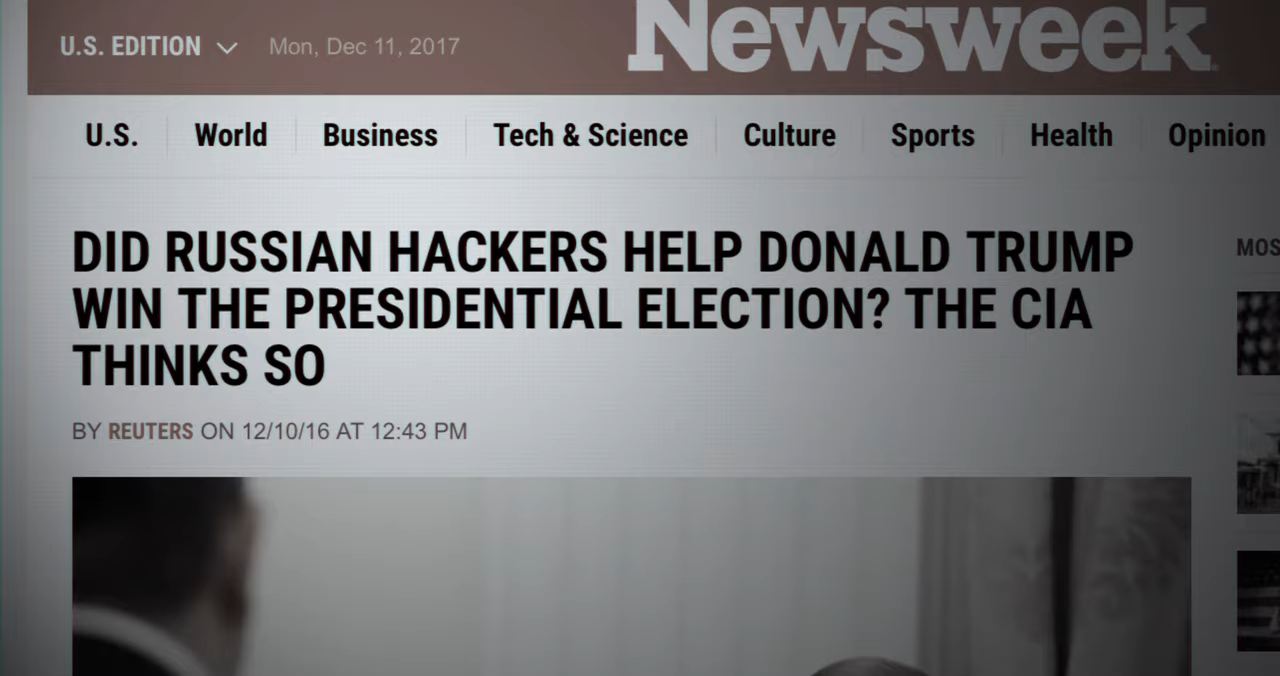 U.S. EDITION Mon, Dec 11, 2017 Newsweek
U.S. World Business Tech & Science Culture Sports Health Opinion
DID RUSSIAN HACKERS HELP DONALD TRUMP
WIN THE PRESIDENTIAL ELECTION? THE CIA
THINKS SO
MOS
BY REUTERS ON 12/10/16 AT 12:43 PM